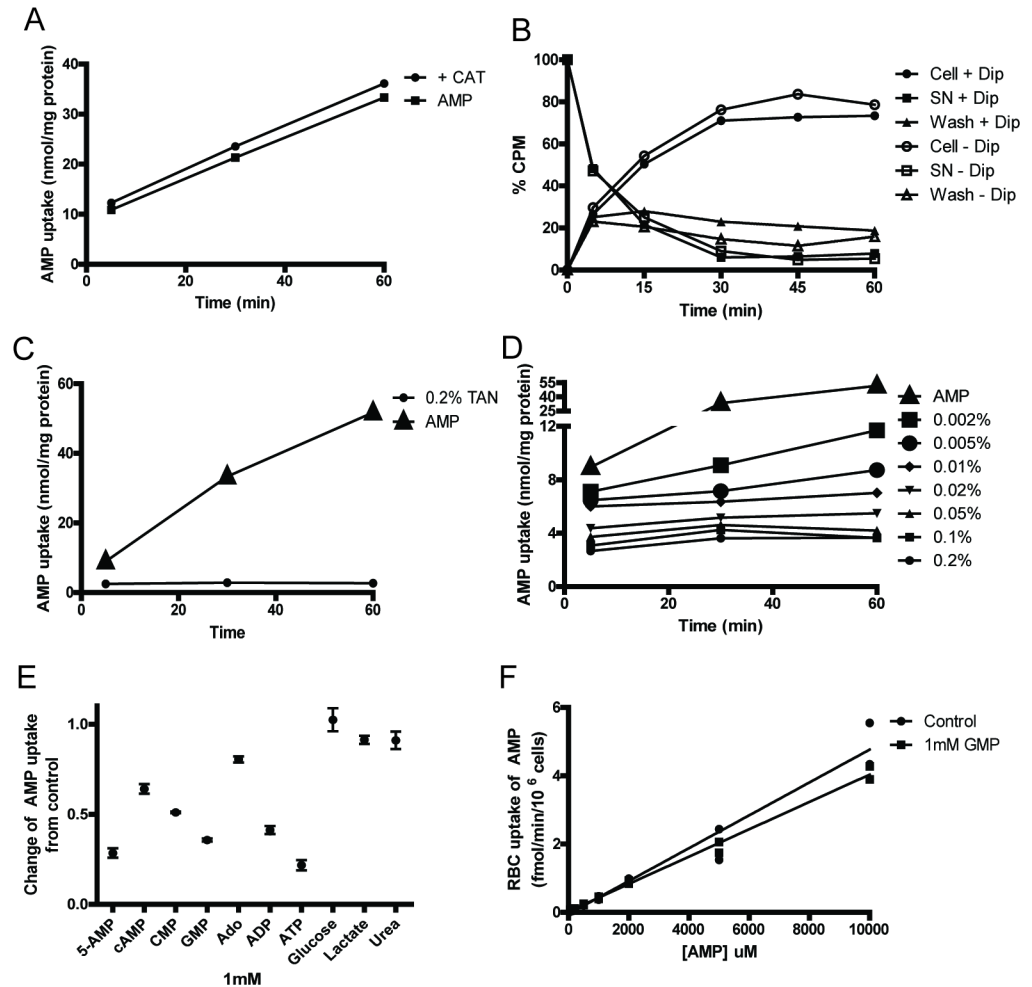 A
AMP uptake (nmol/mg protein)
40
30
20
10
0
0 20 40 60
Time (min)
+ CAT
AMP
B
% CPM
100
80
60
40
20
0
0 15 30 45 60
Time (min)
Cell + Dip
SN + Dip
Wash + Dip
Cell - Dip
SN - Dip
Wash - Dip
C
AMP uptake (nmol/mg protein)
60
40
20
0
0 20 40 60
Time
0.2% TAN
AMP
D
AMP uptake (nmol/mg protein)
55
40
25
12
8
4
0
0 20 40 60
Time (min)
AMP
0.002%
0.005%
0.01%
0.02%
0.05%
0.1%
0.2%
E
Change of AMP uptake
from control
1.0
0.5
0.0
5-AMP cAMP CMP GMP Ado ADP ATP Glucose Lactate Urea
1mM
F
RBC uptake of AMP
(fmol/min/10^6 cells)
6
4
2
0
0 2000 4000 6000 8000 10000
[AMP] uM
Control
1mM GMP